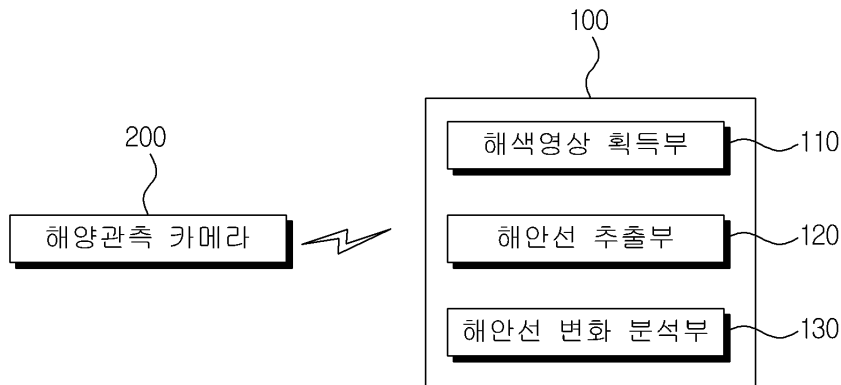 100
200
해색영상 획득부
110
해양관측 카메라
해안선 추출부
120
해안선 변화 분석부
130